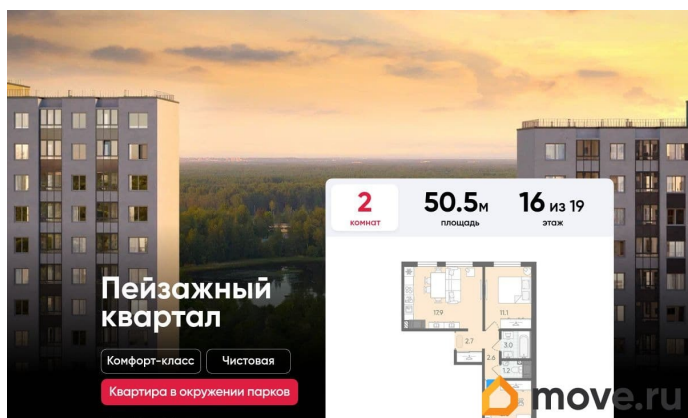 2
комнат
50.5м
площадь
16 из 19
этаж
Пейзажный
квартал
Комфорт-класс
Чистовая
Квартира в окружении парков
17.9
11.1
2.7
2.6
3.0
1.2
move.ru